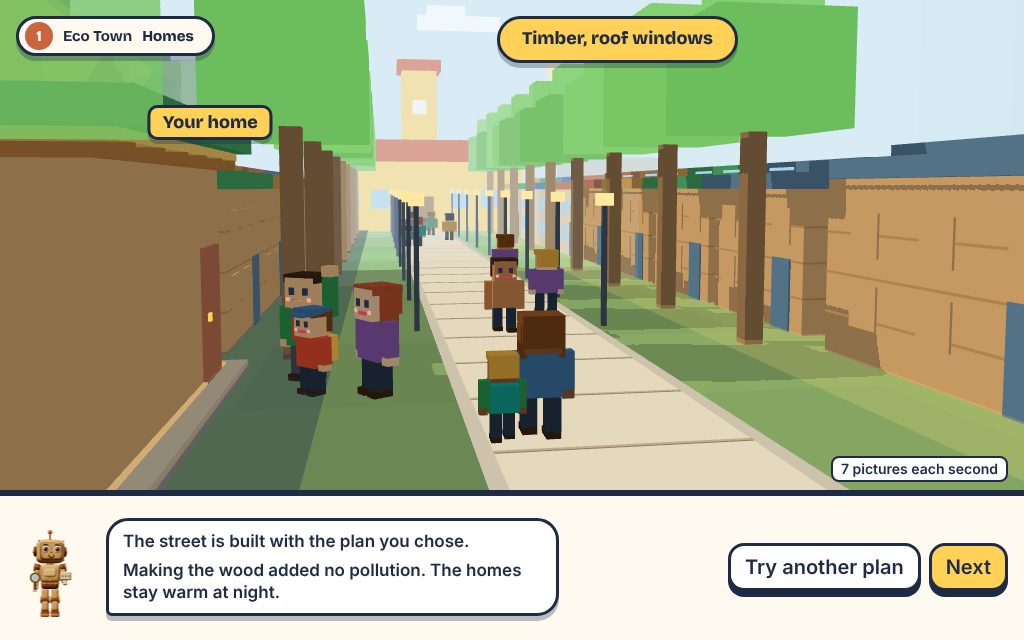 1 Eco Town Homes
Timber, roof windows
Your home
7 pictures each second
The street is built with the plan you chose.
Making the wood added no pollution. The homes
stay warm at night.
Try another plan
Next